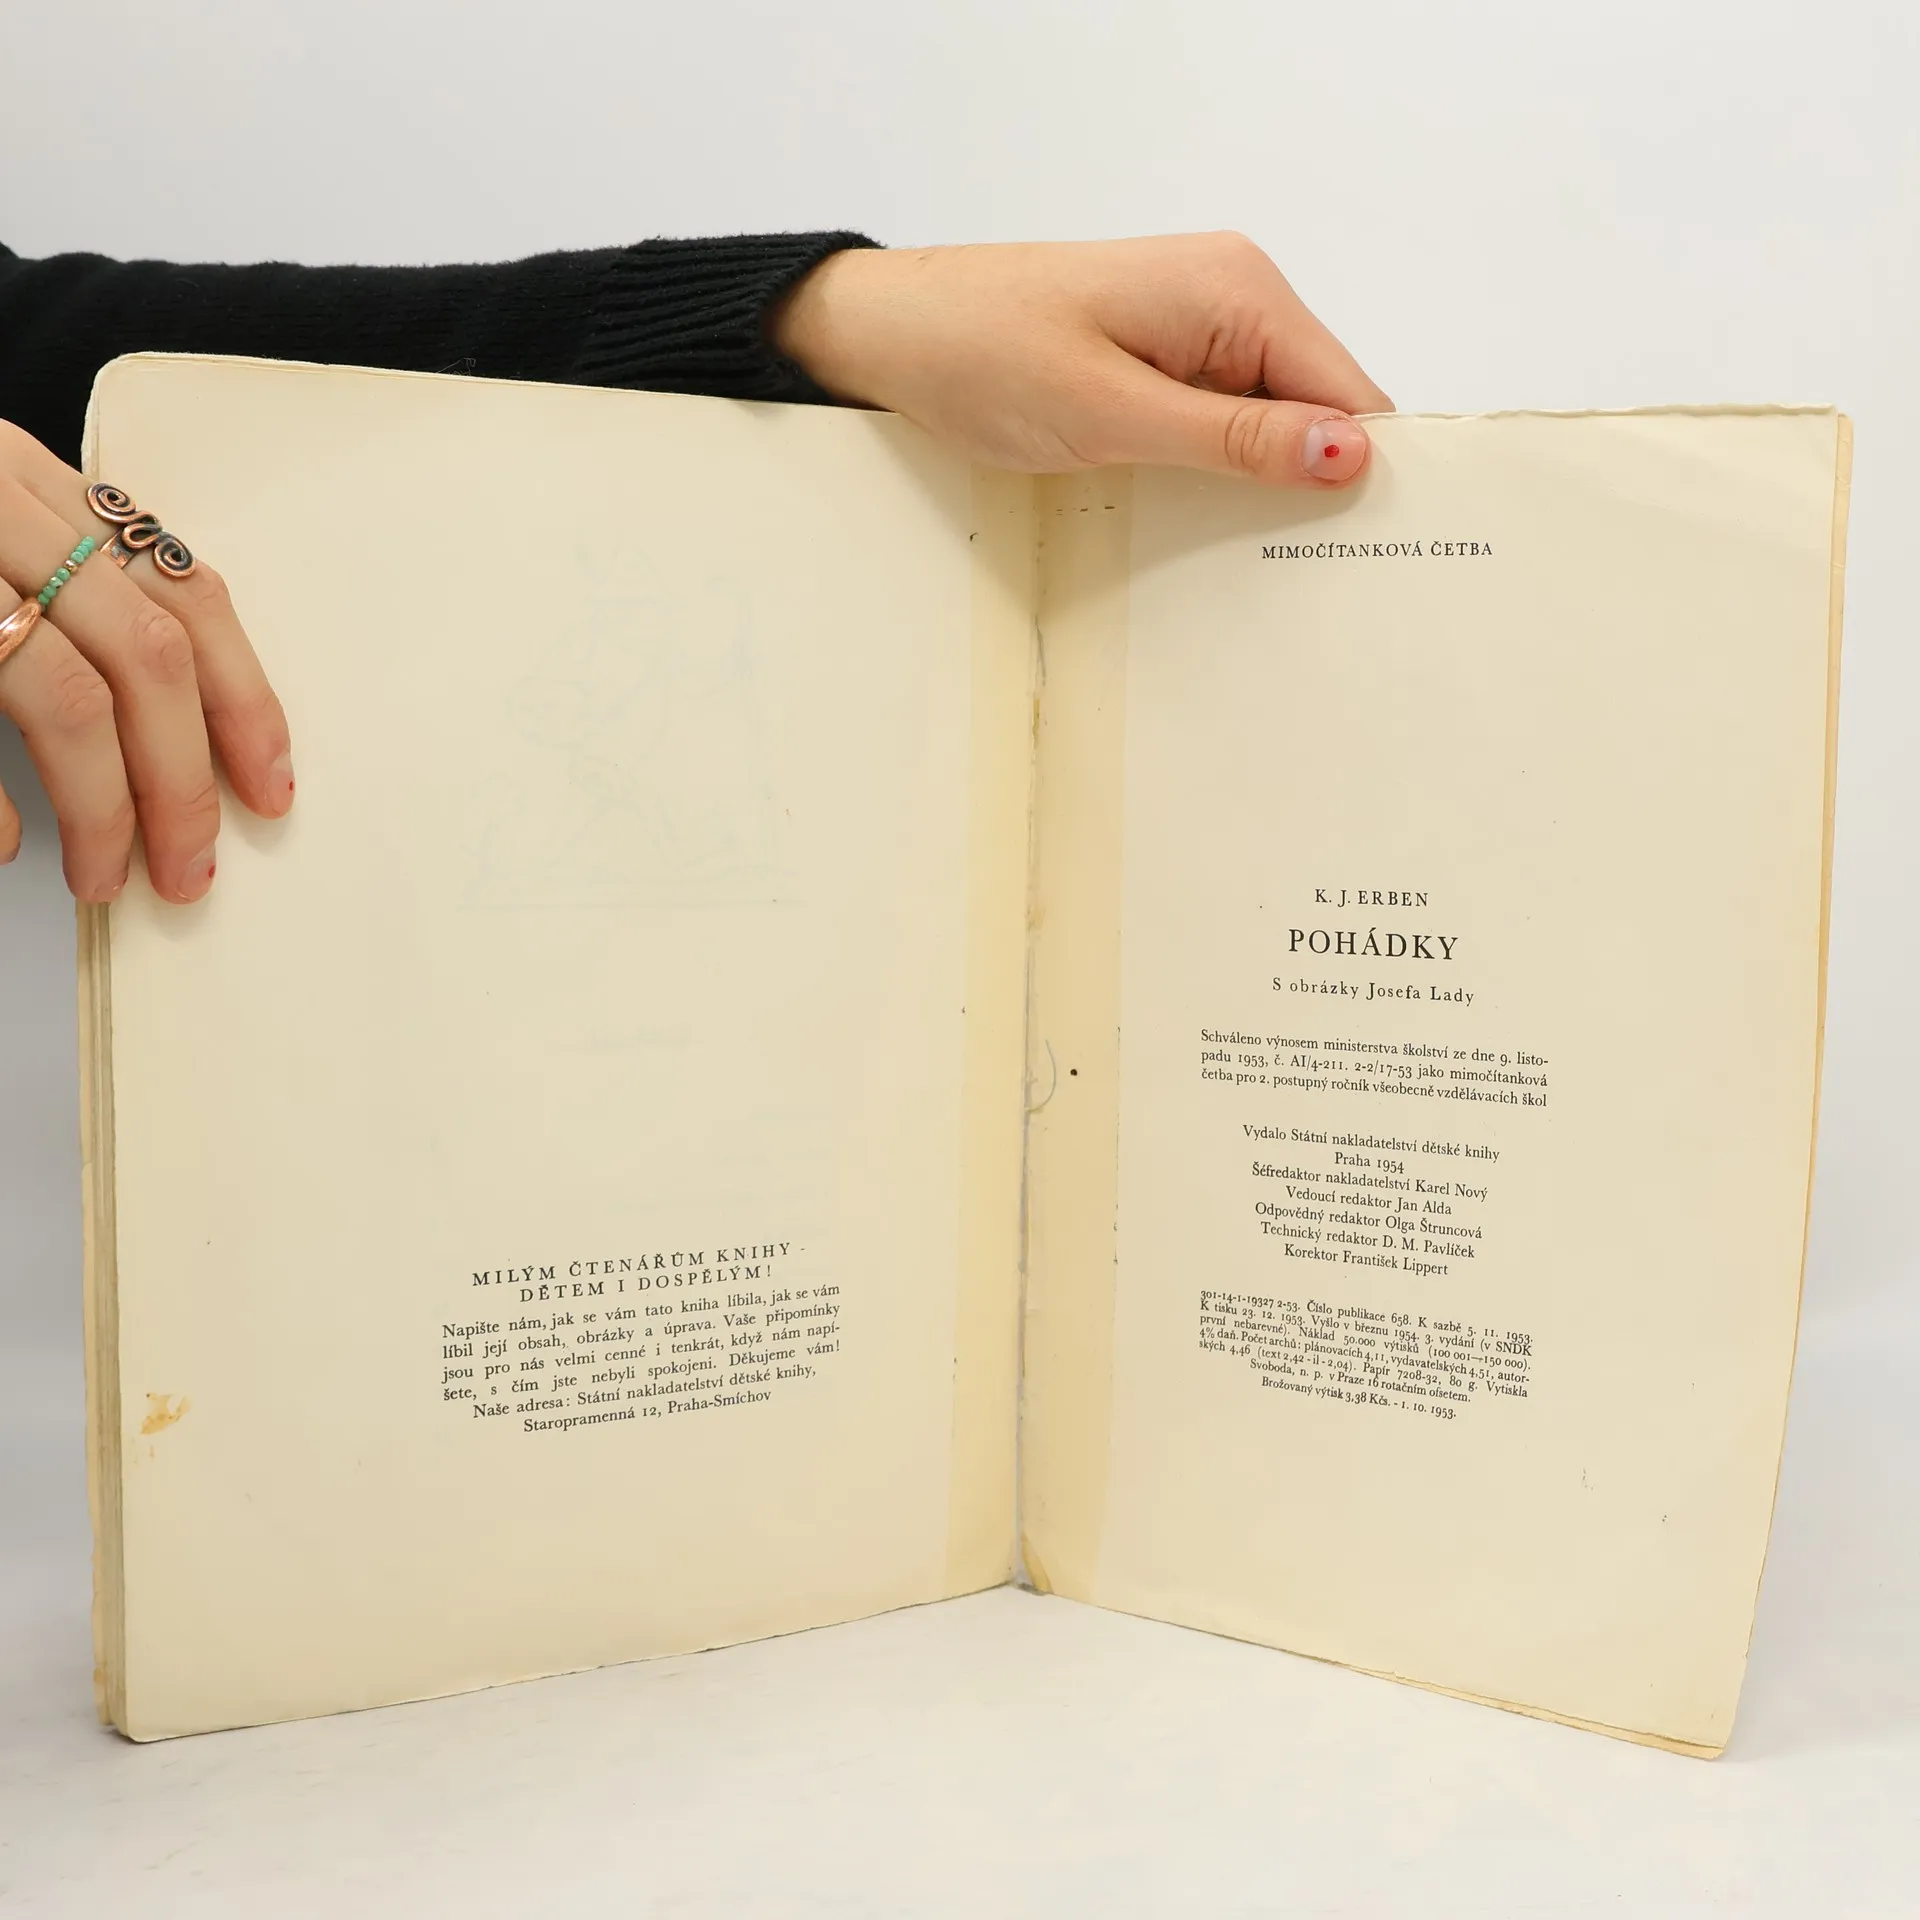 MILÝM ČTENÁŘŮM KNIHY -
DĚTEM I DOSPĚLÝM!
Napište nám, jak se vám tato kniha líbila, jak se vám
líbil její obsah, obrázky a úprava. Vaše připomínky
jsou pro nás velmi cenné i tenkrát, když nám napí-
šete, s čím jste nebyli spokojeni. Děkujeme vám!
Naše adresa: Státní nakladatelství dětské knihy,
Staropramenná 12, Praha-Smíchov
MIMOČÍTANKOVÁ ČETBA
K. J. ERBEN
POHÁDKY
S obrázky Josefa Lady
Schváleno výnosem ministerstva školství ze dne 9. listo-
padu 1953, č. AI/4-211. 2-2/17-53 jako mimočítanková
četba pro 2. postupný ročník všeobecně vzdělávacích škol
Vydalo Státní nakladatelství dětské knihy
Praha 1954
Šéfredaktor nakladatelství Karel Nový
Vedoucí redaktor Jan Alda
Odpovědný redaktor Olga Štruncová
Technický redaktor D. M. Pavlíček
Korektor František Lippert
301-14-1-19327 2-53. Číslo publikace 658. K sazbě 5. 11. 1953.
K tisku 23. 12. 1953. Vyšlo v březnu 1954. 3. vydání (v SNDK
první nebarevné). Náklad 50.000 výtisků (100 001—150 000).
4% daň. Počet archů: plánovacích 4,11, vydavatelských 4,51, autor-
ských 4,46 (text 2,42 - il - 2,04). Papír 7208-32, 80 g. Vytiskla
Svoboda, n. p. v Praze 16 rotačním ofsetem.
Brožovaný výtisk 3,38 Kčs. - 1. 10. 1953.